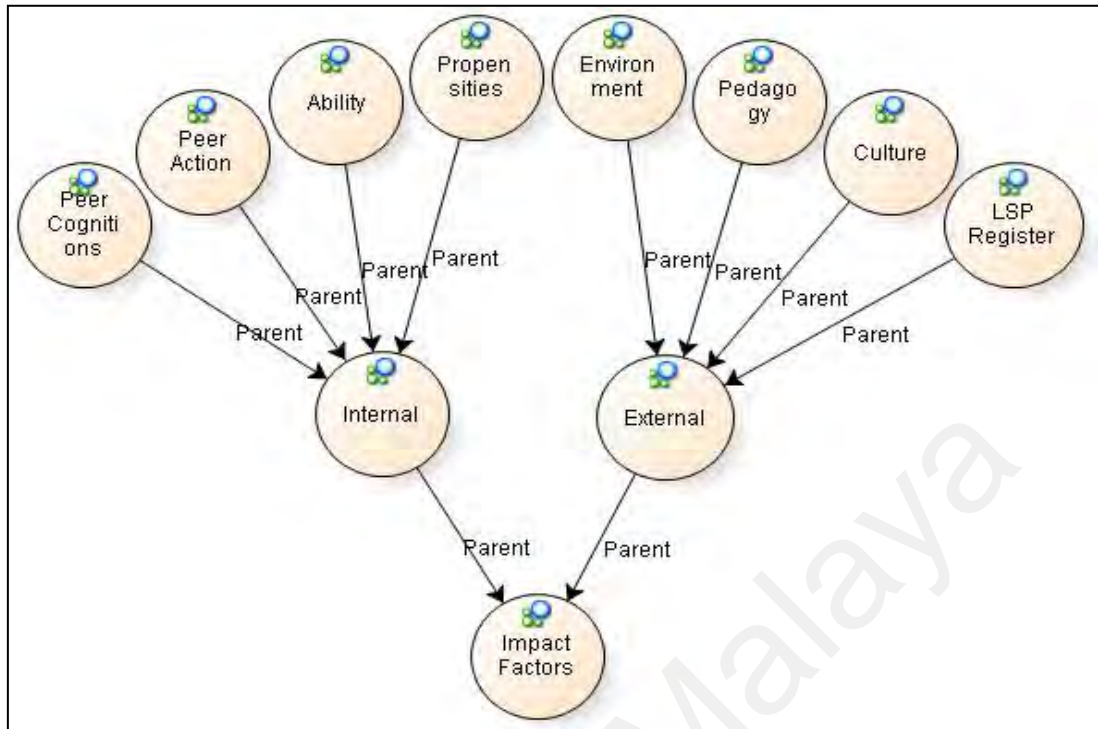 Propen
sities
Environ
ment
Ability
Pedago
gy
Peer
Action
Culture
Peer
Cogniti
ons
LSP
Register
Parent
Parent
Parent
Parent
Parent
Parent
Parent
Parent
Internal
External
Parent
Parent
Impact
Factors
Malaya